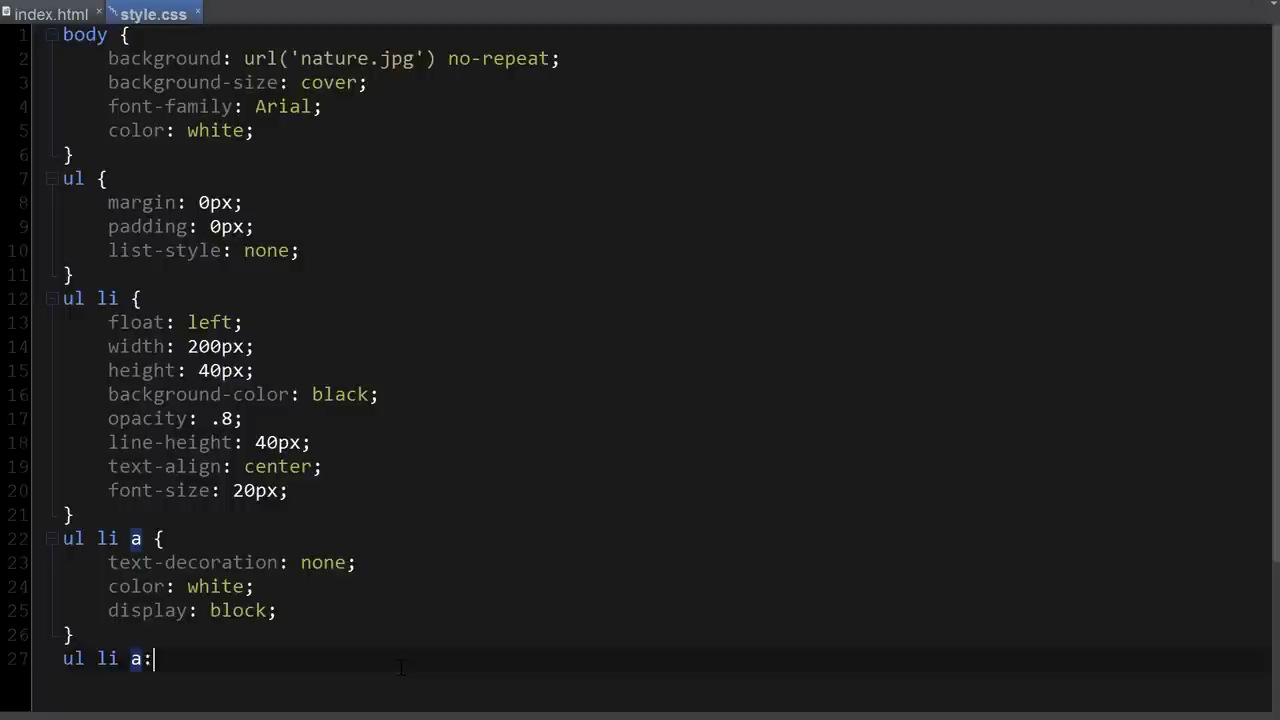 index.html × style.css ×
1 body {
2 background: url('nature.jpg') no-repeat;
3 background-size: cover;
4 font-family: Arial;
5 color: white;
6 }
7 ul {
8 margin: 0px;
9 padding: 0px;
10 list-style: none;
11 }
12 ul li {
13 float: left;
14 width: 200px;
15 height: 40px;
16 background-color: black;
17 opacity: .8;
18 line-height: 40px;
19 text-align: center;
20 font-size: 20px;
21 }
22 ul li a {
23 text-decoration: none;
24 color: white;
25 display: block;
26 }
27 ul li a: